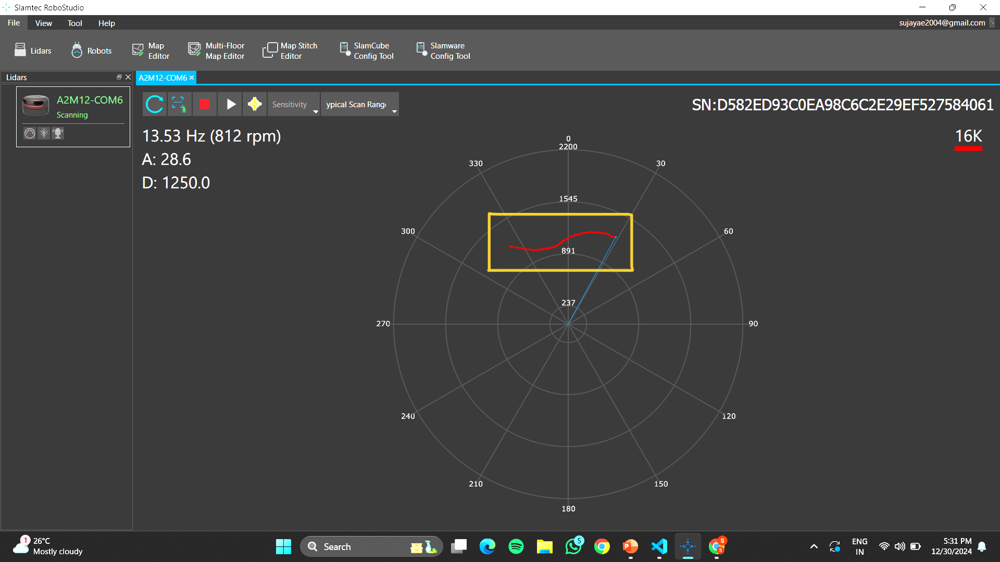 Slamtec RoboStudio
File View Tool Help
sujayae2004@gmail.com
Lidars
Robots
Map
Editor
Multi-Floor
Map Editor
Map Stitch
Editor
SlamCube
Config Tool
Slamware
Config Tool
Lidars
A2M12-COM6
A2M12-COM6
Scanning
Sensitivity
ypical Scan Rang
SN:D582ED93C0EA98C6C2E29EF527584061
13.53 Hz (812 rpm)
16K
A: 28.6
D: 1250.0
0
2200
330
30
1545
300
60
891
237
270
90
240
120
210
150
180
1
26°C
Mostly cloudy
Search
5
P
S
S
ENG
IN
5:31 PM
12/30/2024